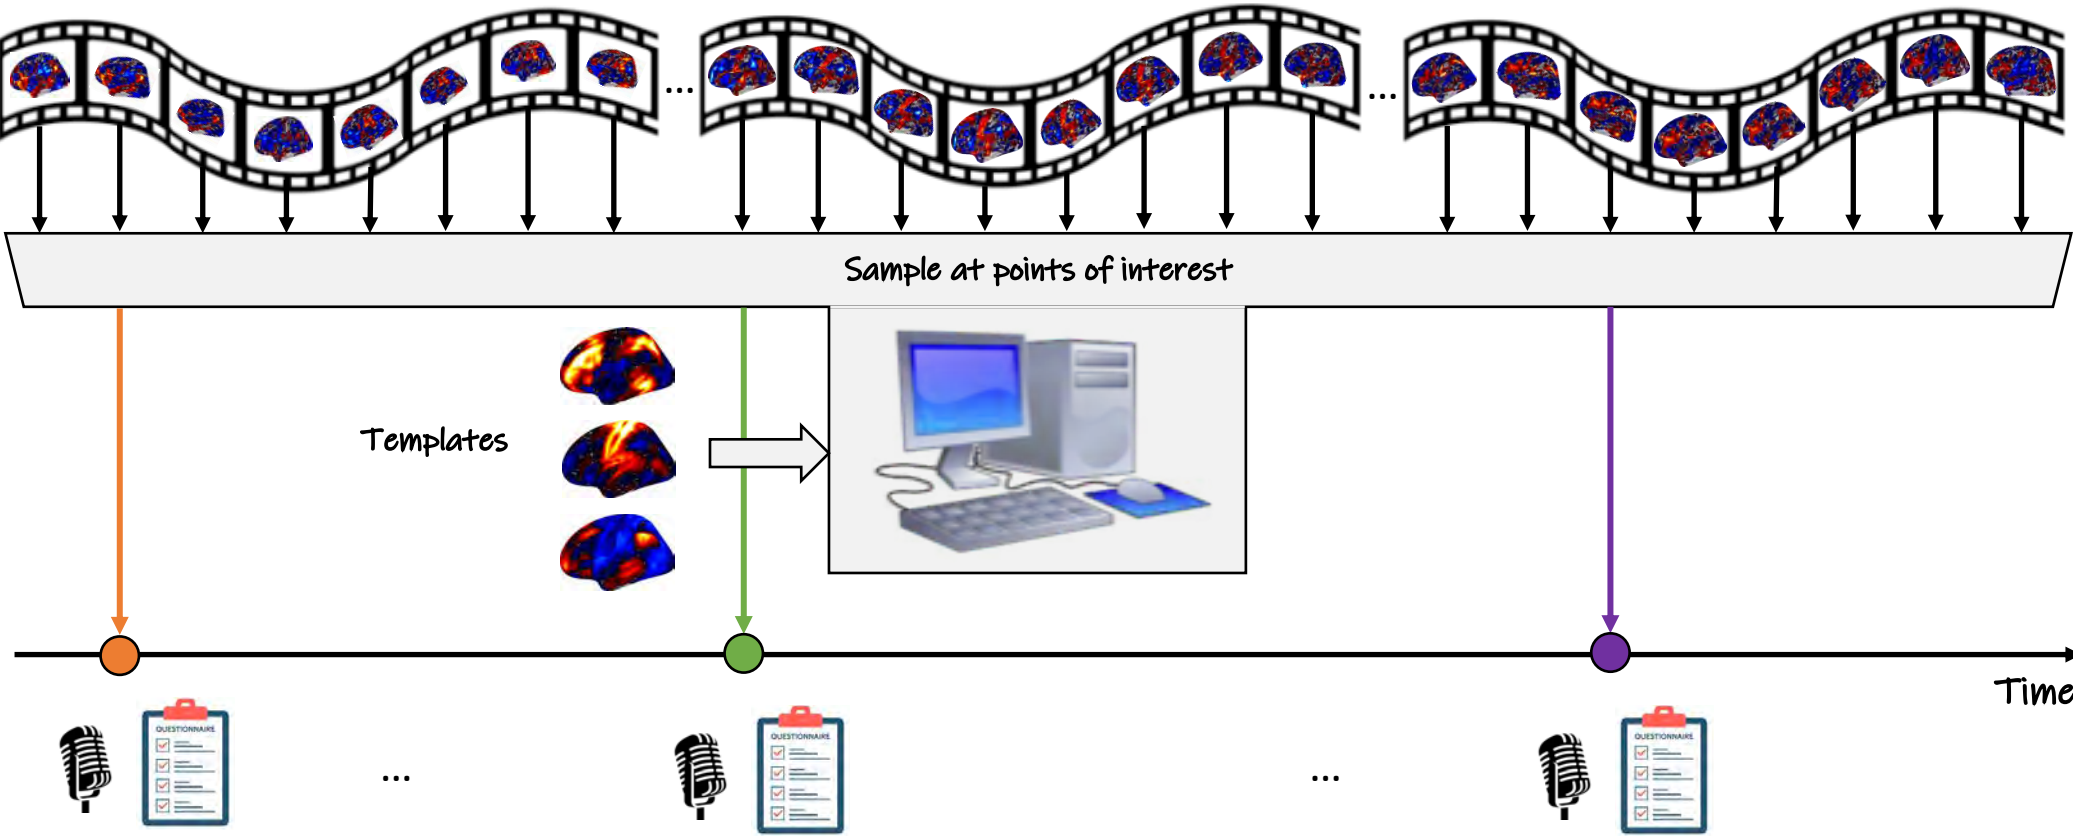 ...
...
Sample at points of interest
Templates
Time
QUESTIONNAIRE
...
QUESTIONNAIRE
...
QUESTIONNAIRE